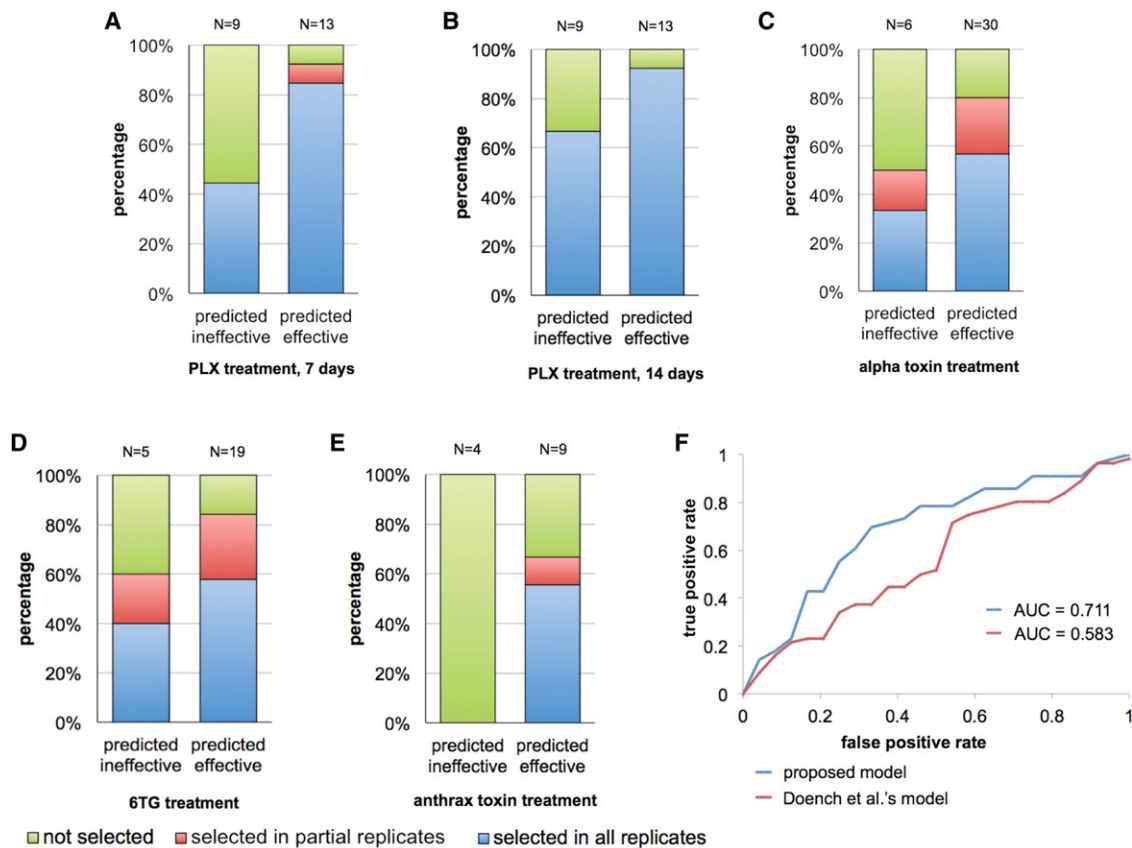 A
N=9 N=13
100%
80%
60%
40%
20%
0%
percentage
predicted ineffective
predicted effective
PLX treatment, 7 days
B
N=9 N=13
100%
80%
60%
40%
20%
0%
percentage
predicted ineffective
predicted effective
PLX treatment, 14 days
C
N=6 N=30
100%
80%
60%
40%
20%
0%
percentage
predicted ineffective
predicted effective
alpha toxin treatment
D
N=5 N=19
100%
80%
60%
40%
20%
0%
percentage
predicted ineffective
predicted effective
6TG treatment
E
N=4 N=9
100%
80%
60%
40%
20%
0%
percentage
predicted ineffective
predicted effective
anthrax toxin treatment
F
1
0.8
0.6
0.4
0.2
0
true positive rate
AUC = 0.711
AUC = 0.583
0 0.2 0.4 0.6 0.8 1
false positive rate
proposed model
Doench et al.'s model
not selected selected in partial replicates selected in all replicates